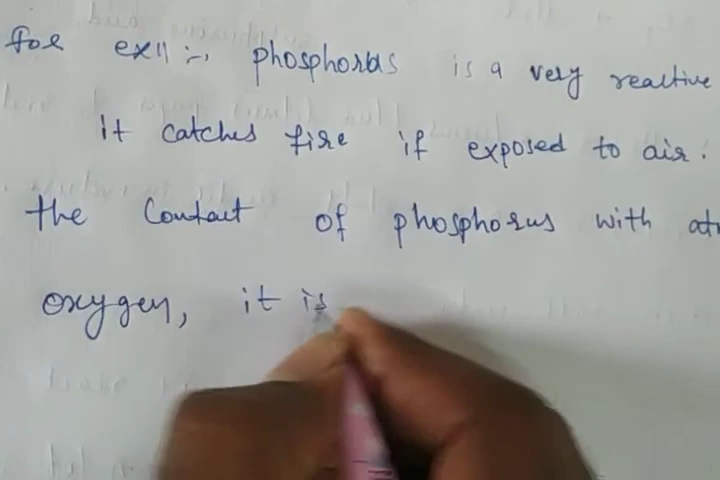 for ex:- phosphorus is a very reactive
it catches fire if exposed to air.
the contact of phosphorus with
oxygen, it is